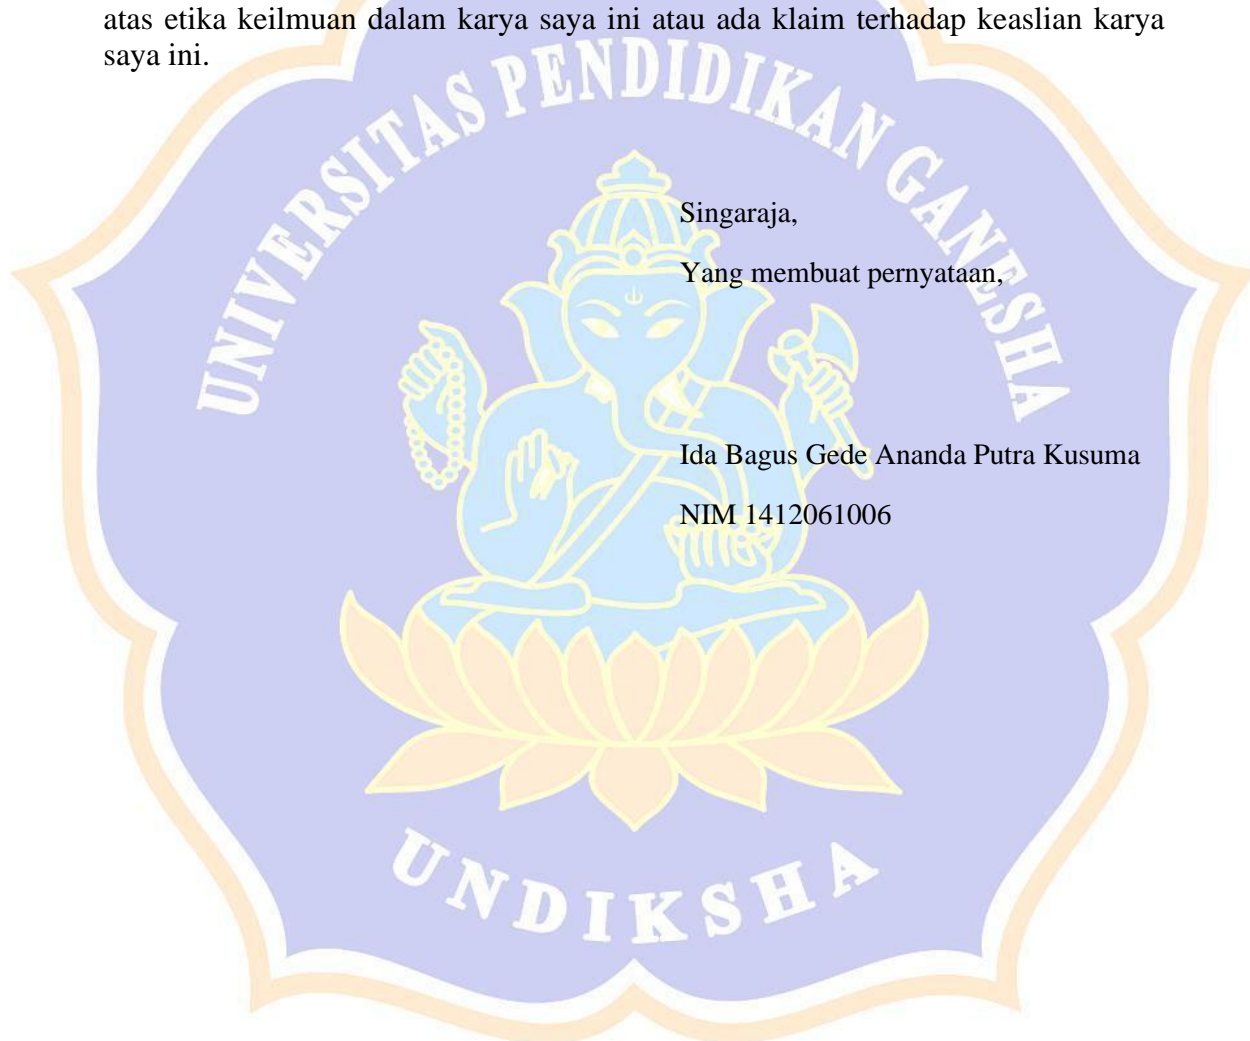 atas etika keilmuan dalam karya saya ini atau ada klaim terhadap keaslian karya
saya ini.
UNIVERSITAS PENDIDIKAN GANESHA
Singaraja,
Yang membuat pernyataan,
Ida Bagus Gede Ananda Putra Kusuma
NIM 1412061006
UNDIKSHA